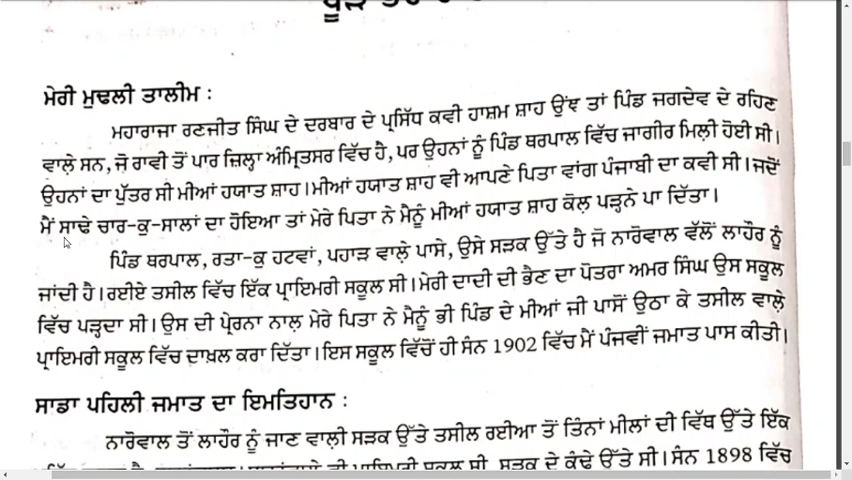 ਮੇਰੀ ਮੁਢਲੀ ਤਾਲੀਮ :
ਮਹਾਰਾਜਾ ਰਣਜੀਤ ਸਿੰਘ ਦੇ ਦਰਬਾਰ ਦੇ ਪ੍ਰਸਿੱਧ ਕਵੀ ਹਾਸ਼ਮ ਸ਼ਾਹ ਉਂਞ ਤਾਂ ਪਿੰਡ ਜਗਦੇਵ ਦੇ ਰਹਿਣ
ਵਾਲੇ ਸਨ, ਜੋ ਰਾਵੀ ਤੋਂ ਪਾਰ ਜ਼ਿਲ੍ਹਾ ਅੰਮ੍ਰਿਤਸਰ ਵਿੱਚ ਹੈ, ਪਰ ਉਹਨਾਂ ਨੂੰ ਪਿੰਡ ਥਰਪਾਲ ਵਿੱਚ ਜਾਗੀਰ ਮਿਲੀ ਹੋਈ ਸੀ।
ਉਹਨਾਂ ਦਾ ਪੁੱਤਰ ਸੀ ਮੀਆਂ ਹਯਾਤ ਸ਼ਾਹ। ਮੀਆਂ ਹਯਾਤ ਸ਼ਾਹ ਵੀ ਆਪਣੇ ਪਿਤਾ ਵਾਂਗ ਪੰਜਾਬੀ ਦਾ ਕਵੀ ਸੀ। ਜਦੋਂ
ਮੈਂ ਸਾਢੇ ਚਾਰ-ਕੁ-ਸਾਲਾਂ ਦਾ ਹੋਇਆ ਤਾਂ ਮੇਰੇ ਪਿਤਾ ਨੇ ਮੈਨੂੰ ਮੀਆਂ ਹਯਾਤ ਸ਼ਾਹ ਕੋਲ਼ ਪੜ੍ਹਨੇ ਪਾ ਦਿੱਤਾ।
ਪਿੰਡ ਥਰਪਾਲ, ਰਤਾ-ਕੁ ਹਟਵਾਂ, ਪਹਾੜ ਵਾਲ਼ੇ ਪਾਸੇ, ਉਸੇ ਸੜਕ ਉੱਤੇ ਹੈ ਜੋ ਨਾਰੋਵਾਲ ਵੱਲੋਂ ਲਾਹੌਰ ਨੂੰ
ਜਾਂਦੀ ਹੈ। ਰਈਏ ਤਸੀਲ ਵਿੱਚ ਇੱਕ ਪ੍ਰਾਇਮਰੀ ਸਕੂਲ ਸੀ। ਮੇਰੀ ਦਾਦੀ ਦੀ ਭੈਣ ਦਾ ਪੋਤਰਾ ਅਮਰ ਸਿੰਘ ਉਸ ਸਕੂਲ
ਵਿੱਚ ਪੜ੍ਹਦਾ ਸੀ। ਉਸ ਦੀ ਪ੍ਰੇਰਨਾ ਨਾਲ਼ ਮੇਰੇ ਪਿਤਾ ਨੇ ਮੈਨੂੰ ਭੀ ਪਿੰਡ ਦੇ ਮੀਆਂ ਜੀ ਪਾਸੋਂ ਉਠਾ ਕੇ ਤਸੀਲ ਵਾਲ਼ੇ
ਪ੍ਰਾਇਮਰੀ ਸਕੂਲ ਵਿੱਚ ਦਾਖ਼ਲ ਕਰਾ ਦਿੱਤਾ। ਇਸ ਸਕੂਲ ਵਿੱਚੋਂ ਹੀ ਸੰਨ 1902 ਵਿੱਚ ਮੈਂ ਪੰਜਵੀਂ ਜਮਾਤ ਪਾਸ ਕੀਤੀ।
ਸਾਡਾ ਪਹਿਲੀ ਜਮਾਤ ਦਾ ਇਮਤਿਹਾਨ :
ਨਾਰੋਵਾਲ ਤੋਂ ਲਾਹੌਰ ਨੂੰ ਜਾਣ ਵਾਲ਼ੀ ਸੜਕ ਉੱਤੇ ਤਸੀਲ ਰਈਆ ਤੋਂ ਤਿੰਨਾਂ ਮੀਲਾਂ ਦੀ ਵਿੱਥ ਉੱਤੇ ਇੱਕ
ਪ੍ਰਾਇਮਰੀ ਸਕੂਲ ਸੀ, ਸੜਕ ਦੇ ਕੰਢੇ ਉੱਤੇ ਸੀ। ਸੰਨ 1898 ਵਿੱਚ